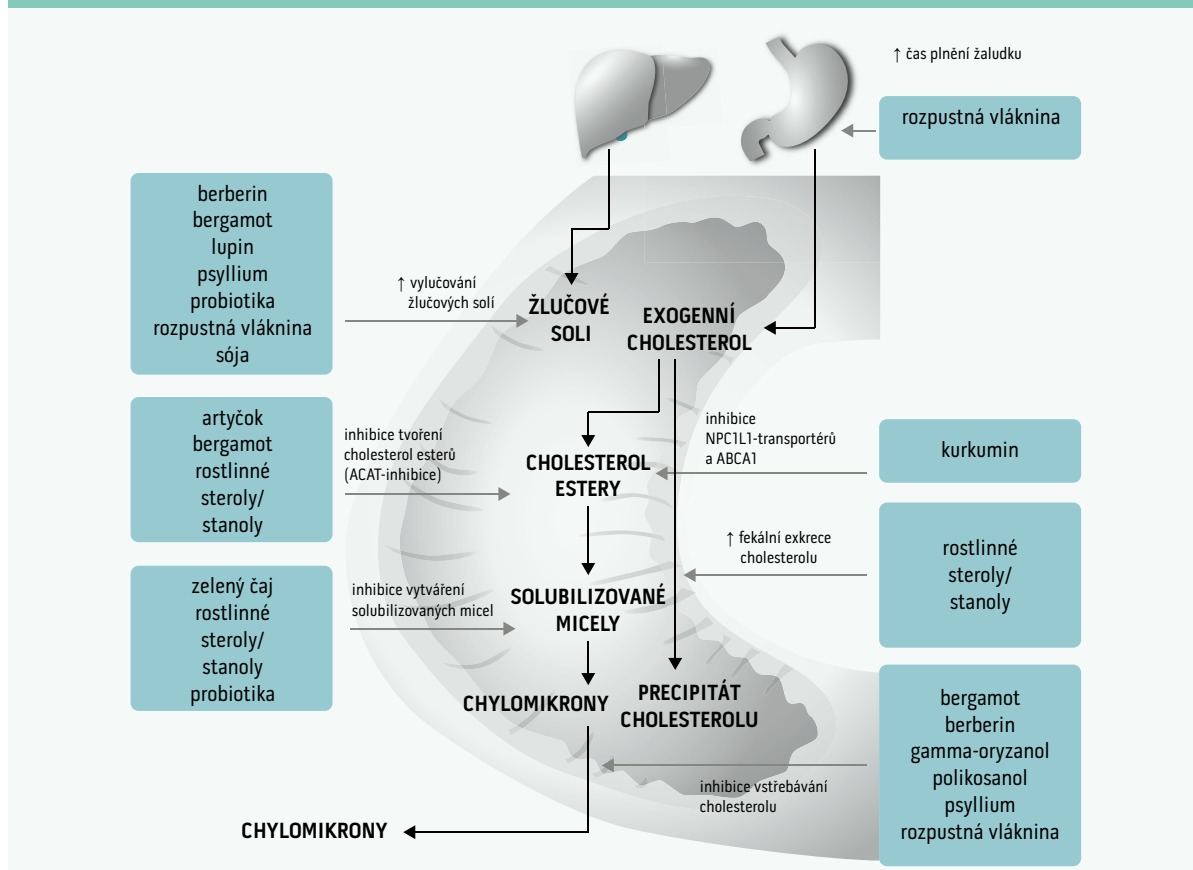 ↑ čas plnění žaludku
rozpustná vláknina
berberin
bergamot
lupin
psyllium
probiotika
rozpustná vláknina
sója
↑ vylučování
žlučových solí
ŽLUČOVÉ
SOLI
EXOGENNÍ
CHOLESTEROL
artyčok
bergamot
rostlinné
steroly/
stanoly
inhibice tvoření
cholesterol esterů
(ACAT-inhibice)
CHOLESTEROL
ESTERY
inhibice
NPC1L1-transportérů
a ABCA1
kurkumin
↑ fekální exkrece
cholesterolu
rostlinné
steroly/
stanoly
zelený čaj
rostlinné
steroly/
stanoly
probiotika
inhibice vytváření
solubilizovaných micel
SOLUBILIZOVANÉ
MICELY
CHYLOMIKRONY
PRECIPITÁT
CHOLESTEROLU
bergamot
berberin
gamma-oryzanol
polikosanol
psyllium
rozpustná vláknina
inhibice vstřebávání
cholesterolu
CHYLOMIKRONY